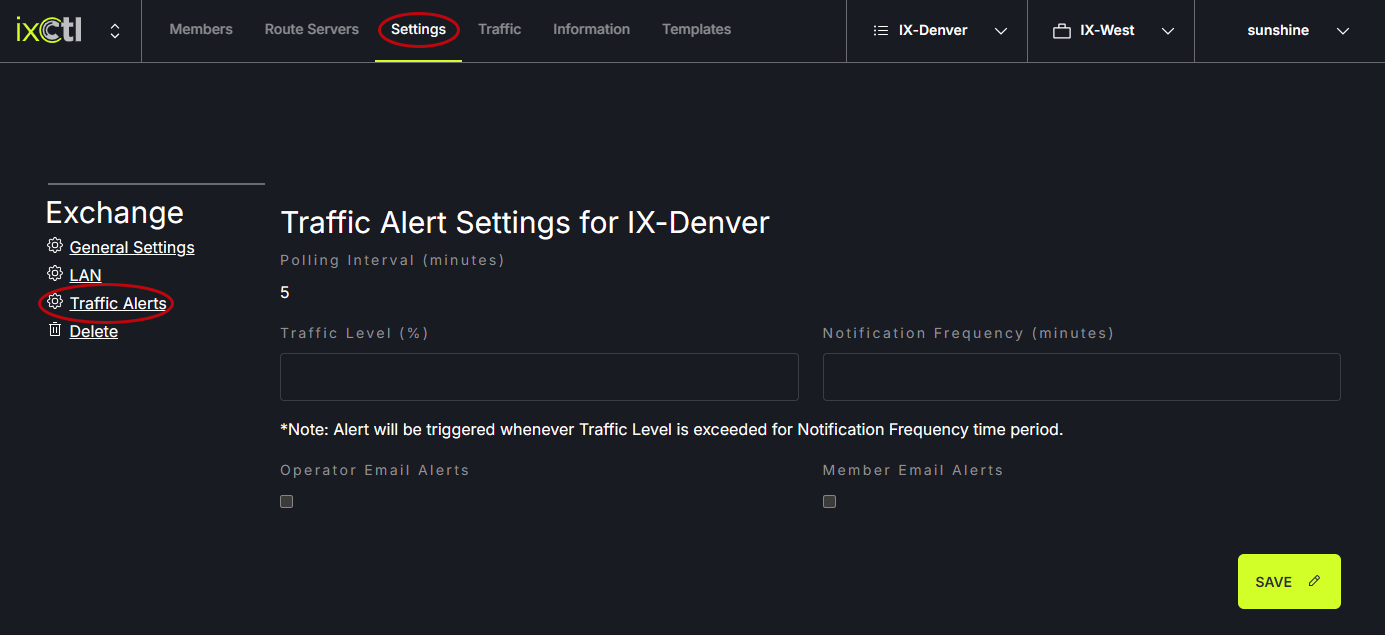 ixCtl
Members Route Servers Settings Traffic Information Templates IX-Denver IX-West sunshine
Exchange
General Settings
LAN
Traffic Alerts
Delete
Traffic Alert Settings for IX-Denver
Polling Interval (minutes)
5
Traffic Level (%) Notification Frequency (minutes)
*Note: Alert will be triggered whenever Traffic Level is exceeded for Notification Frequency time period.
Operator Email Alerts Member Email Alerts
SAVE